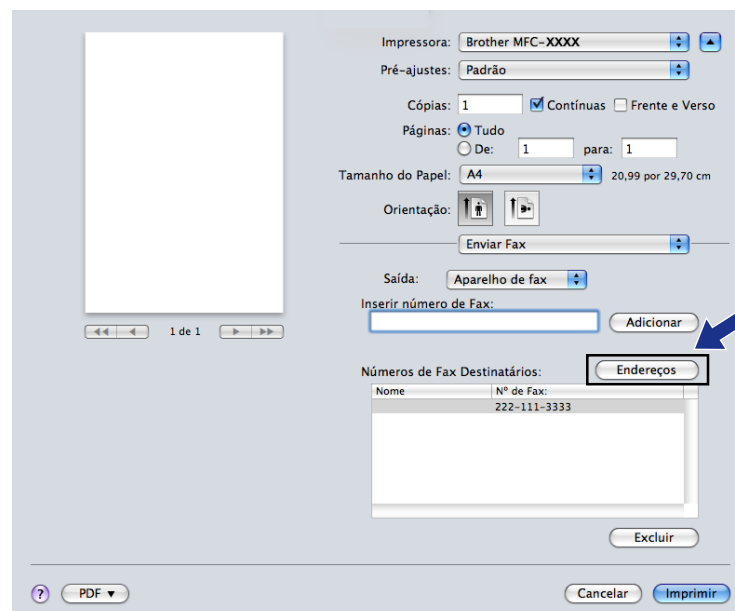 Impressora: Brother MFC-XXXX
Pré-ajustes: Padrão
Cópias: 1 Contínuas Frente e Verso
Páginas: Tudo
De: 1 para: 1
Tamanho do Papel: A4 20,99 por 29,70 cm
Orientação:
Enviar Fax
Saída: Aparelho de fax
Inserir número de Fax:
Adicionar
1 de 1
Números de Fax Destinatários: Endereços
Nome Nº de Fax:
222-111-3333
Excluir
? PDF Cancelar Imprimir